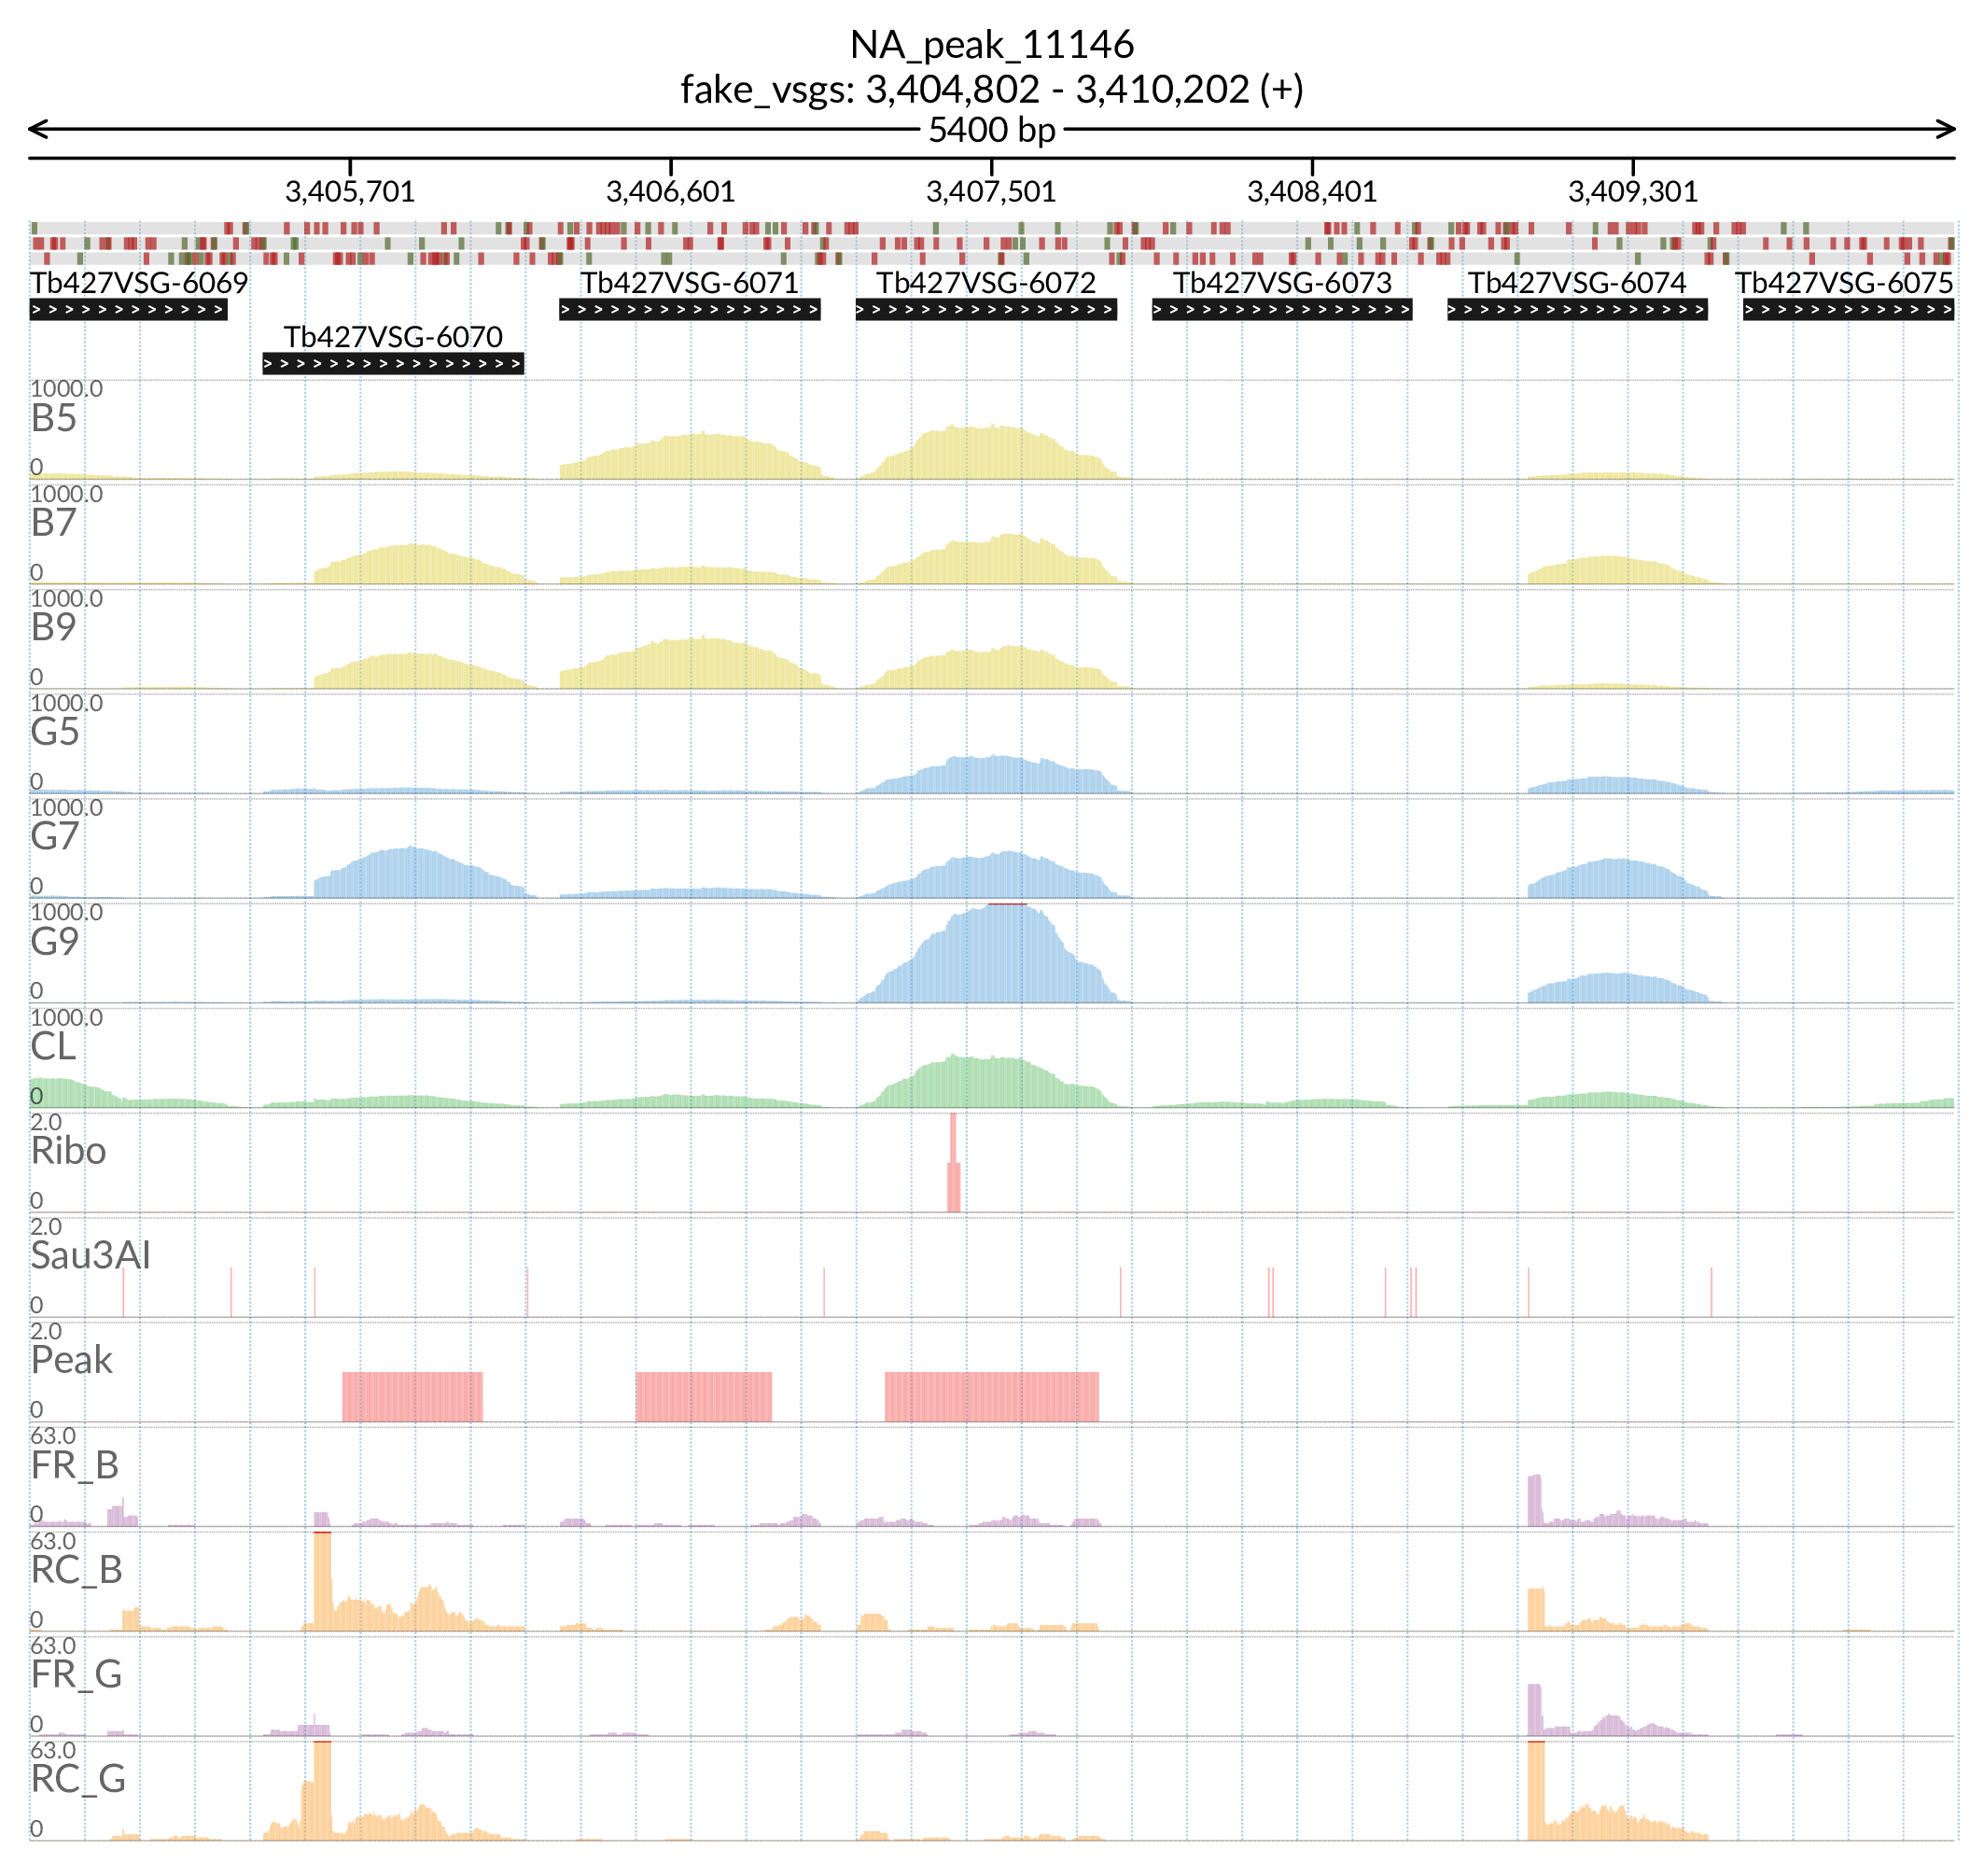 NA_peak_11146
fake_vsgs: 3,404,802 - 3,410,202 (+)
5400 bp
3,405,701 3,406,601 3,407,501 3,408,401 3,409,301
Tb427VSG-6069 Tb427VSG-6071 Tb427VSG-6072 Tb427VSG-6073 Tb427VSG-6074 Tb427VSG-6075
Tb427VSG-6070
1000.0
B5
0
1000.0
B7
0
1000.0
B9
0
1000.0
G5
0
1000.0
G7
0
1000.0
G9
0
1000.0
CL
0
2.0
Ribo
0
2.0
Sau3AI
0
2.0
Peak
0
63.0
FR_B
0
63.0
RC_B
0
63.0
FR_G
0
63.0
RC_G
0